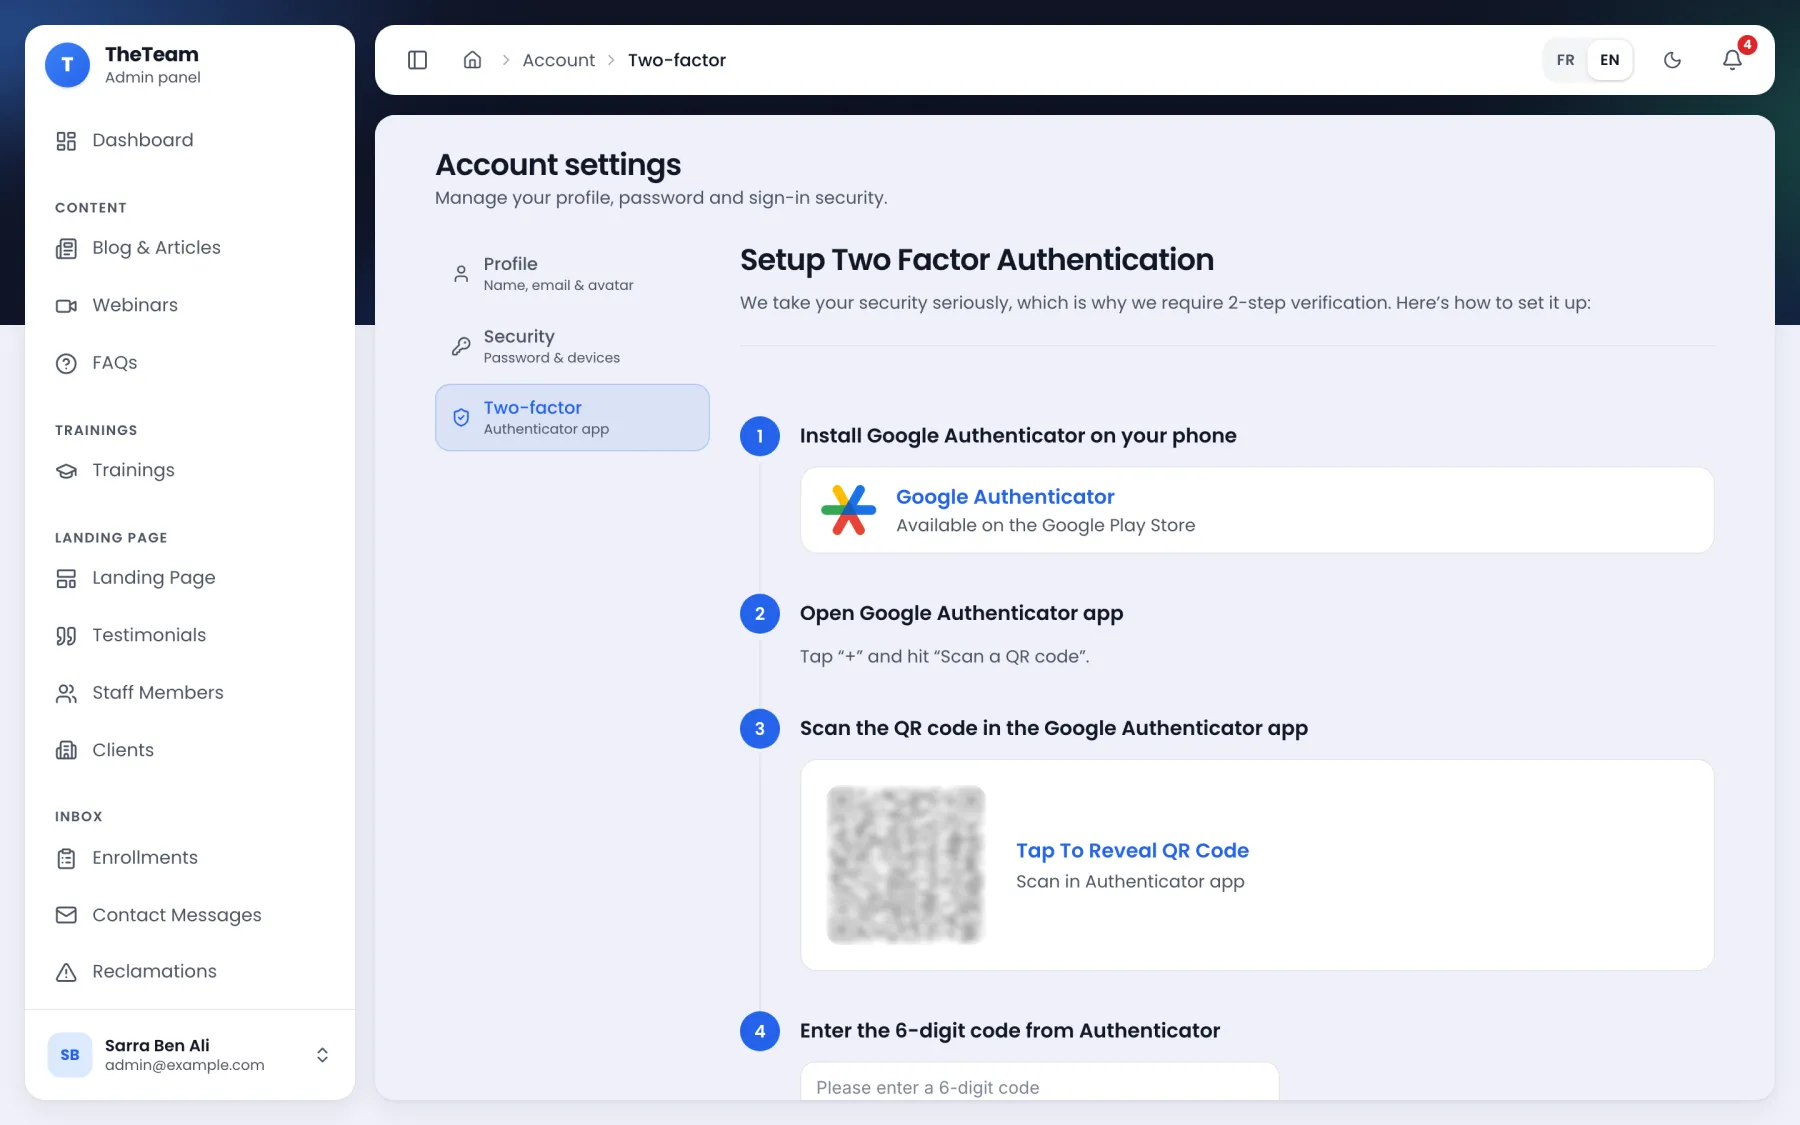 T
TheTeam
Admin panel
Dashboard
CONTENT
Blog & Articles
Webinars
FAQs
TRAININGS
Trainings
LANDING PAGE
Landing Page
Testimonials
Staff Members
Clients
INBOX
Enrollments
Contact Messages
Reclamations
SB
Sarra Ben Ali
admin@example.com
Account
Two-factor
FR
EN
4
Account settings
Manage your profile, password and sign-in security.
Profile
Name, email & avatar
Security
Password & devices
Two-factor
Authenticator app
Setup Two Factor Authentication
We take your security seriously, which is why we require 2-step verification. Here’s how to set it up:
1
Install Google Authenticator on your phone
Google Authenticator
Available on the Google Play Store
2
Open Google Authenticator app
Tap “+” and hit “Scan a QR code”.
3
Scan the QR code in the Google Authenticator app
Tap To Reveal QR Code
Scan in Authenticator app
4
Enter the 6-digit code from Authenticator
Please enter a 6-digit code